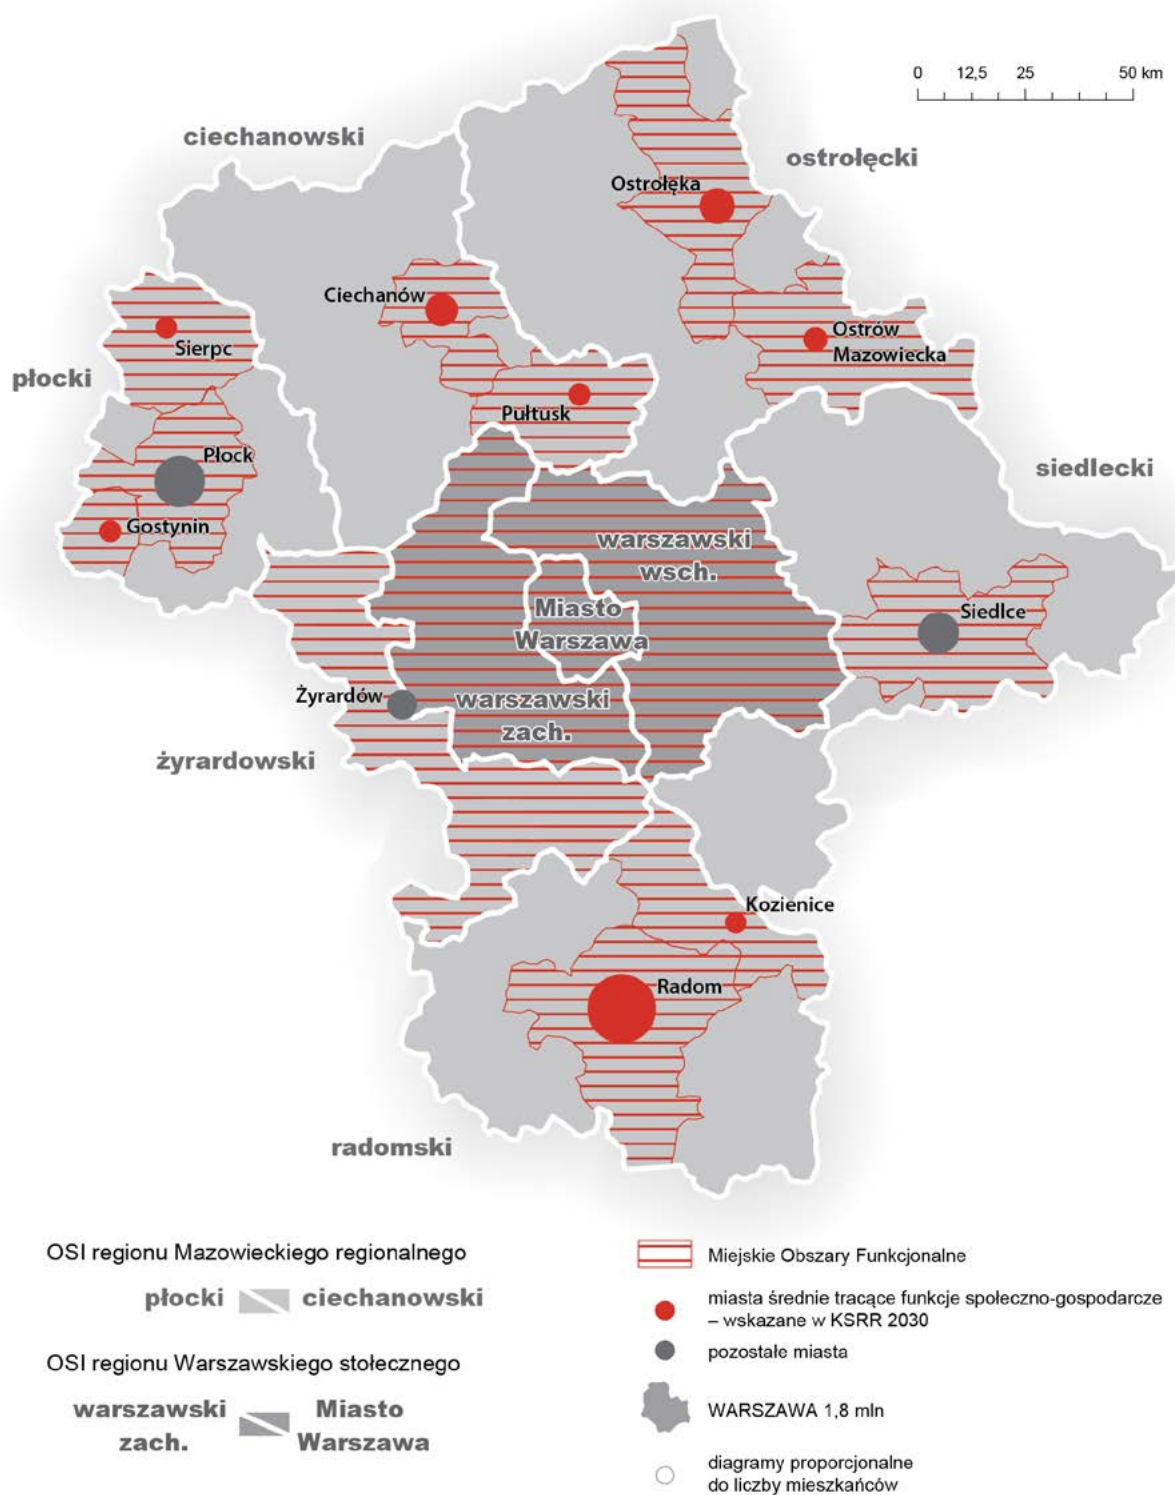 0 12,5 25 50 km
ciechanowski
ostrołęcki
Ostrołęka
Ciechanów
Ostrów
Mazowiecka
Sierpc
płocki
Pułtusk
Płock
siedlecki
Gostynin
warszawski
wsch.
Miasto
Warszawa
Siedlce
Żyrardów
warszawski
zach.
żyrardowski
Kozienice
Radom
radomski
OSI regionu Mazowieckiego regionalnego
płocki ciechanowski
OSI regionu Warszawskiego stołecznego
warszawski Miasto
zach. Warszawa
Miejskie Obszary Funkcjonalne
miasta średnie tracące funkcje społeczno-gospodarcze
– wskazane w KSRR 2030
pozostałe miasta
WARSZAWA 1,8 mln
diagramy proporcjonalne
do liczby mieszkańców